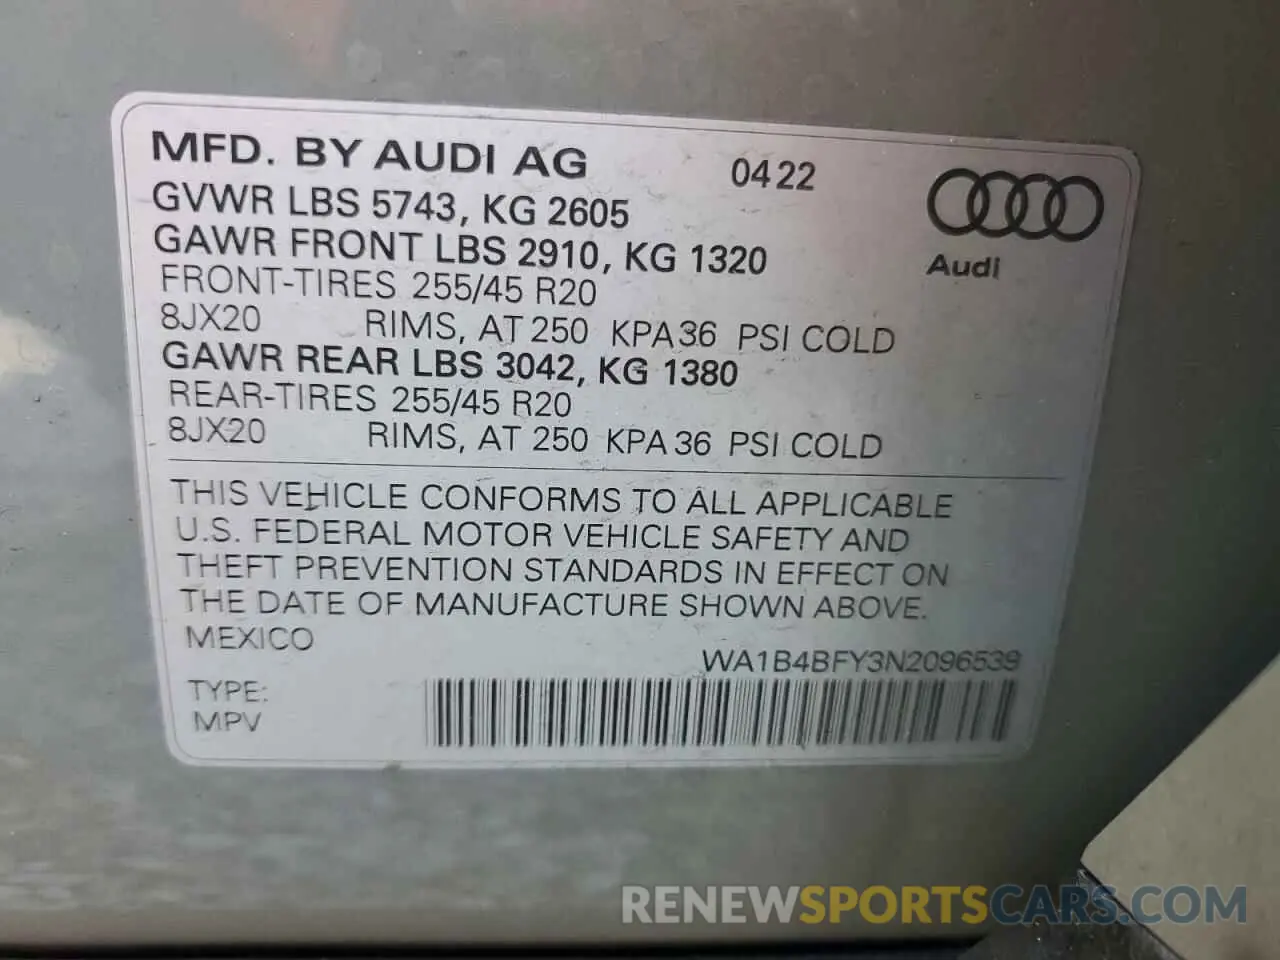 MFD. BY AUDI AG 0422
GVWR LBS 5743, KG 2605
GAWR FRONT LBS 2910, KG 1320
Audi
FRONT-TIRES 255/45 R20
8JX20 RIMS, AT 250 KPA 36 PSI COLD
GAWR REAR LBS 3042, KG 1380
REAR-TIRES 255/45 R20
8JX20 RIMS, AT 250 KPA 36 PSI COLD
THIS VEHICLE CONFORMS TO ALL APPLICABLE
U.S. FEDERAL MOTOR VEHICLE SAFETY AND
THEFT PREVENTION STANDARDS IN EFFECT ON
THE DATE OF MANUFACTURE SHOWN ABOVE.
MEXICO
WA1B4BFY3N2096539
TYPE:
MPV
RENEWSPORTSCARS.COM